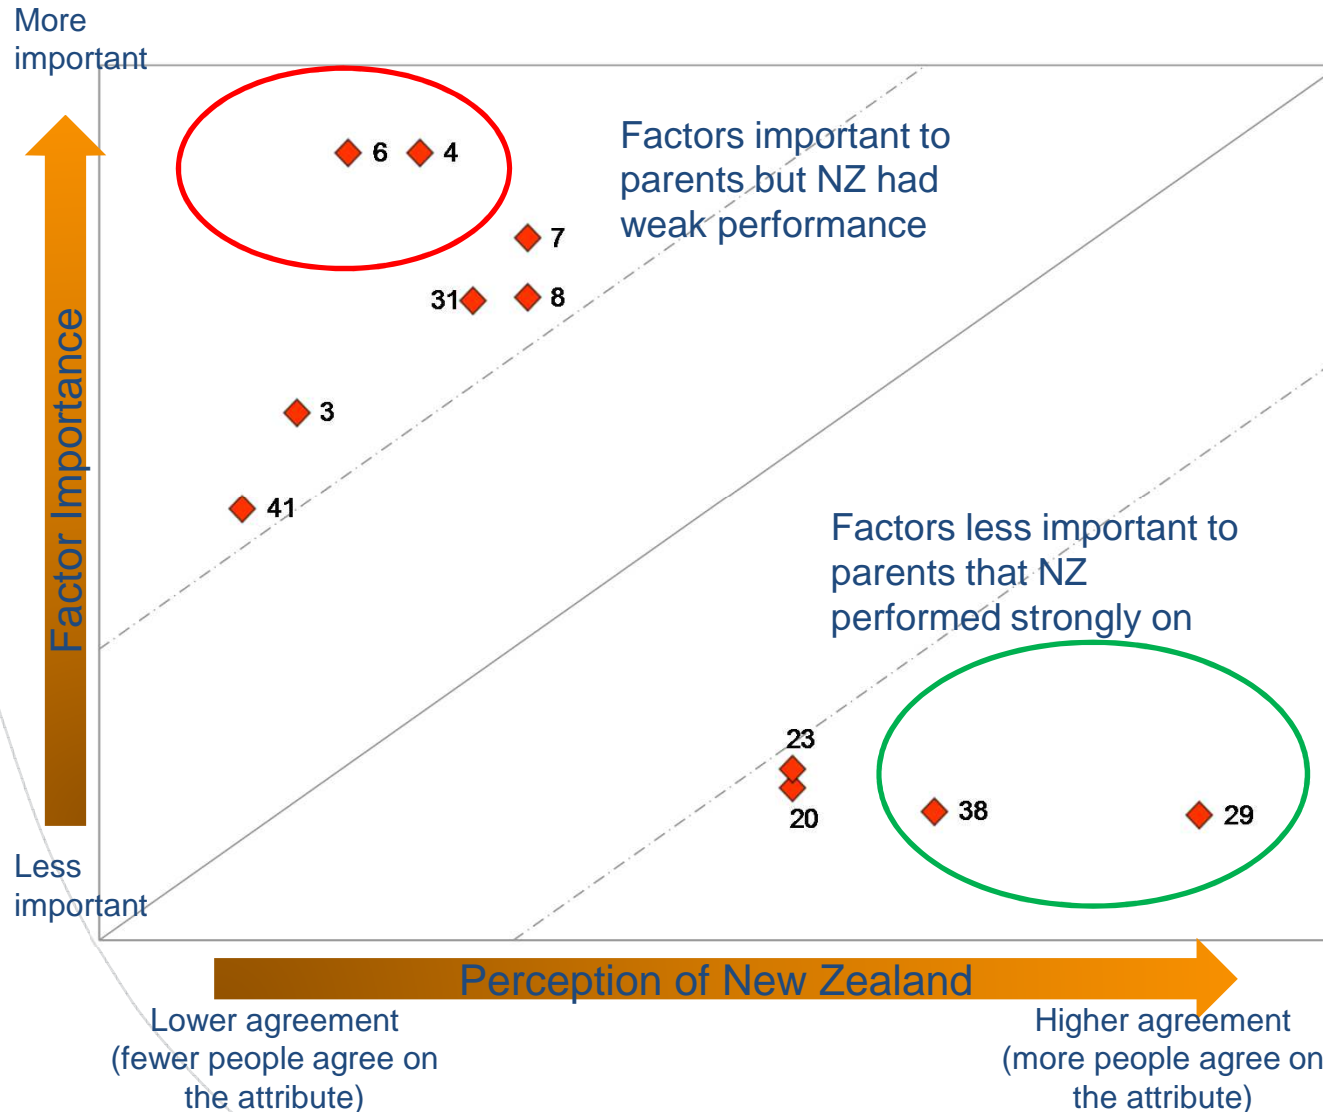 More
important
6
4
Factors important to
parents but NZ had
weak performance
7
31
8
3
41
Factor Importance
Factors less important to
parents that NZ
performed strongly on
23
20
38
29
Less
important
Perception of New Zealand
Lower agreement
(fewer people agree on
the attribute)
Higher agreement
(more people agree on
the attribute)